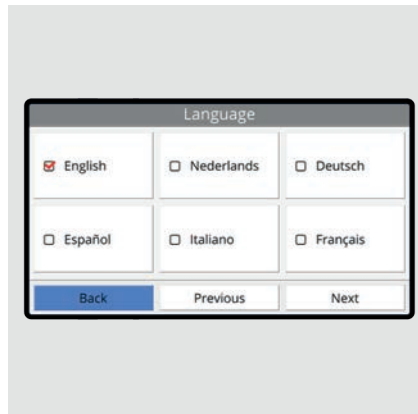 Language
English Nederlands Deutsch
Español Italiano Français
Back Previous Next